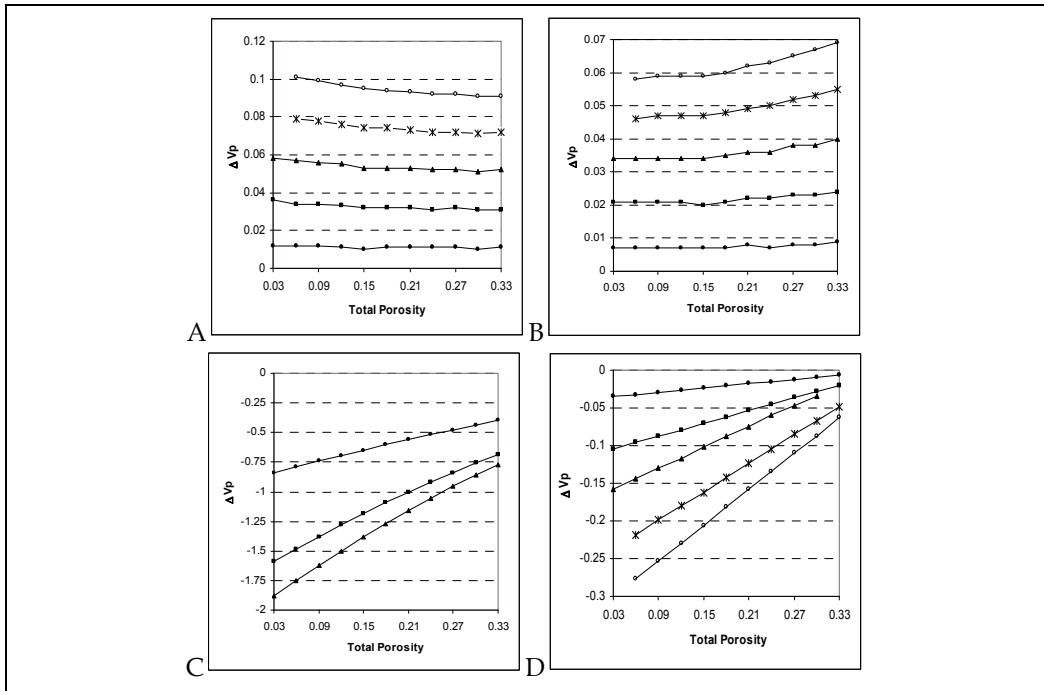 0.12
0.1
0.08
0.06
0.04
0.02
0
Δ Vp
0.03 0.09 0.15 0.21 0.27 0.33
Total Porosity
A
0.07
0.06
0.05
0.04
0.03
0.02
0.01
0
Δ Vp
0.03 0.09 0.15 0.21 0.27 0.33
Total Porosity
B
0
-0.25
-0.5
-0.75
-1
-1.25
-1.5
-1.75
-2
Δ Vp
0.03 0.09 0.15 0.21 0.27 0.33
Total Porosity
C
0
-0.05
-0.1
-0.15
-0.2
-0.25
-0.3
Δ Vp
0.03 0.09 0.15 0.21 0.27 0.33
Total Porosity
D